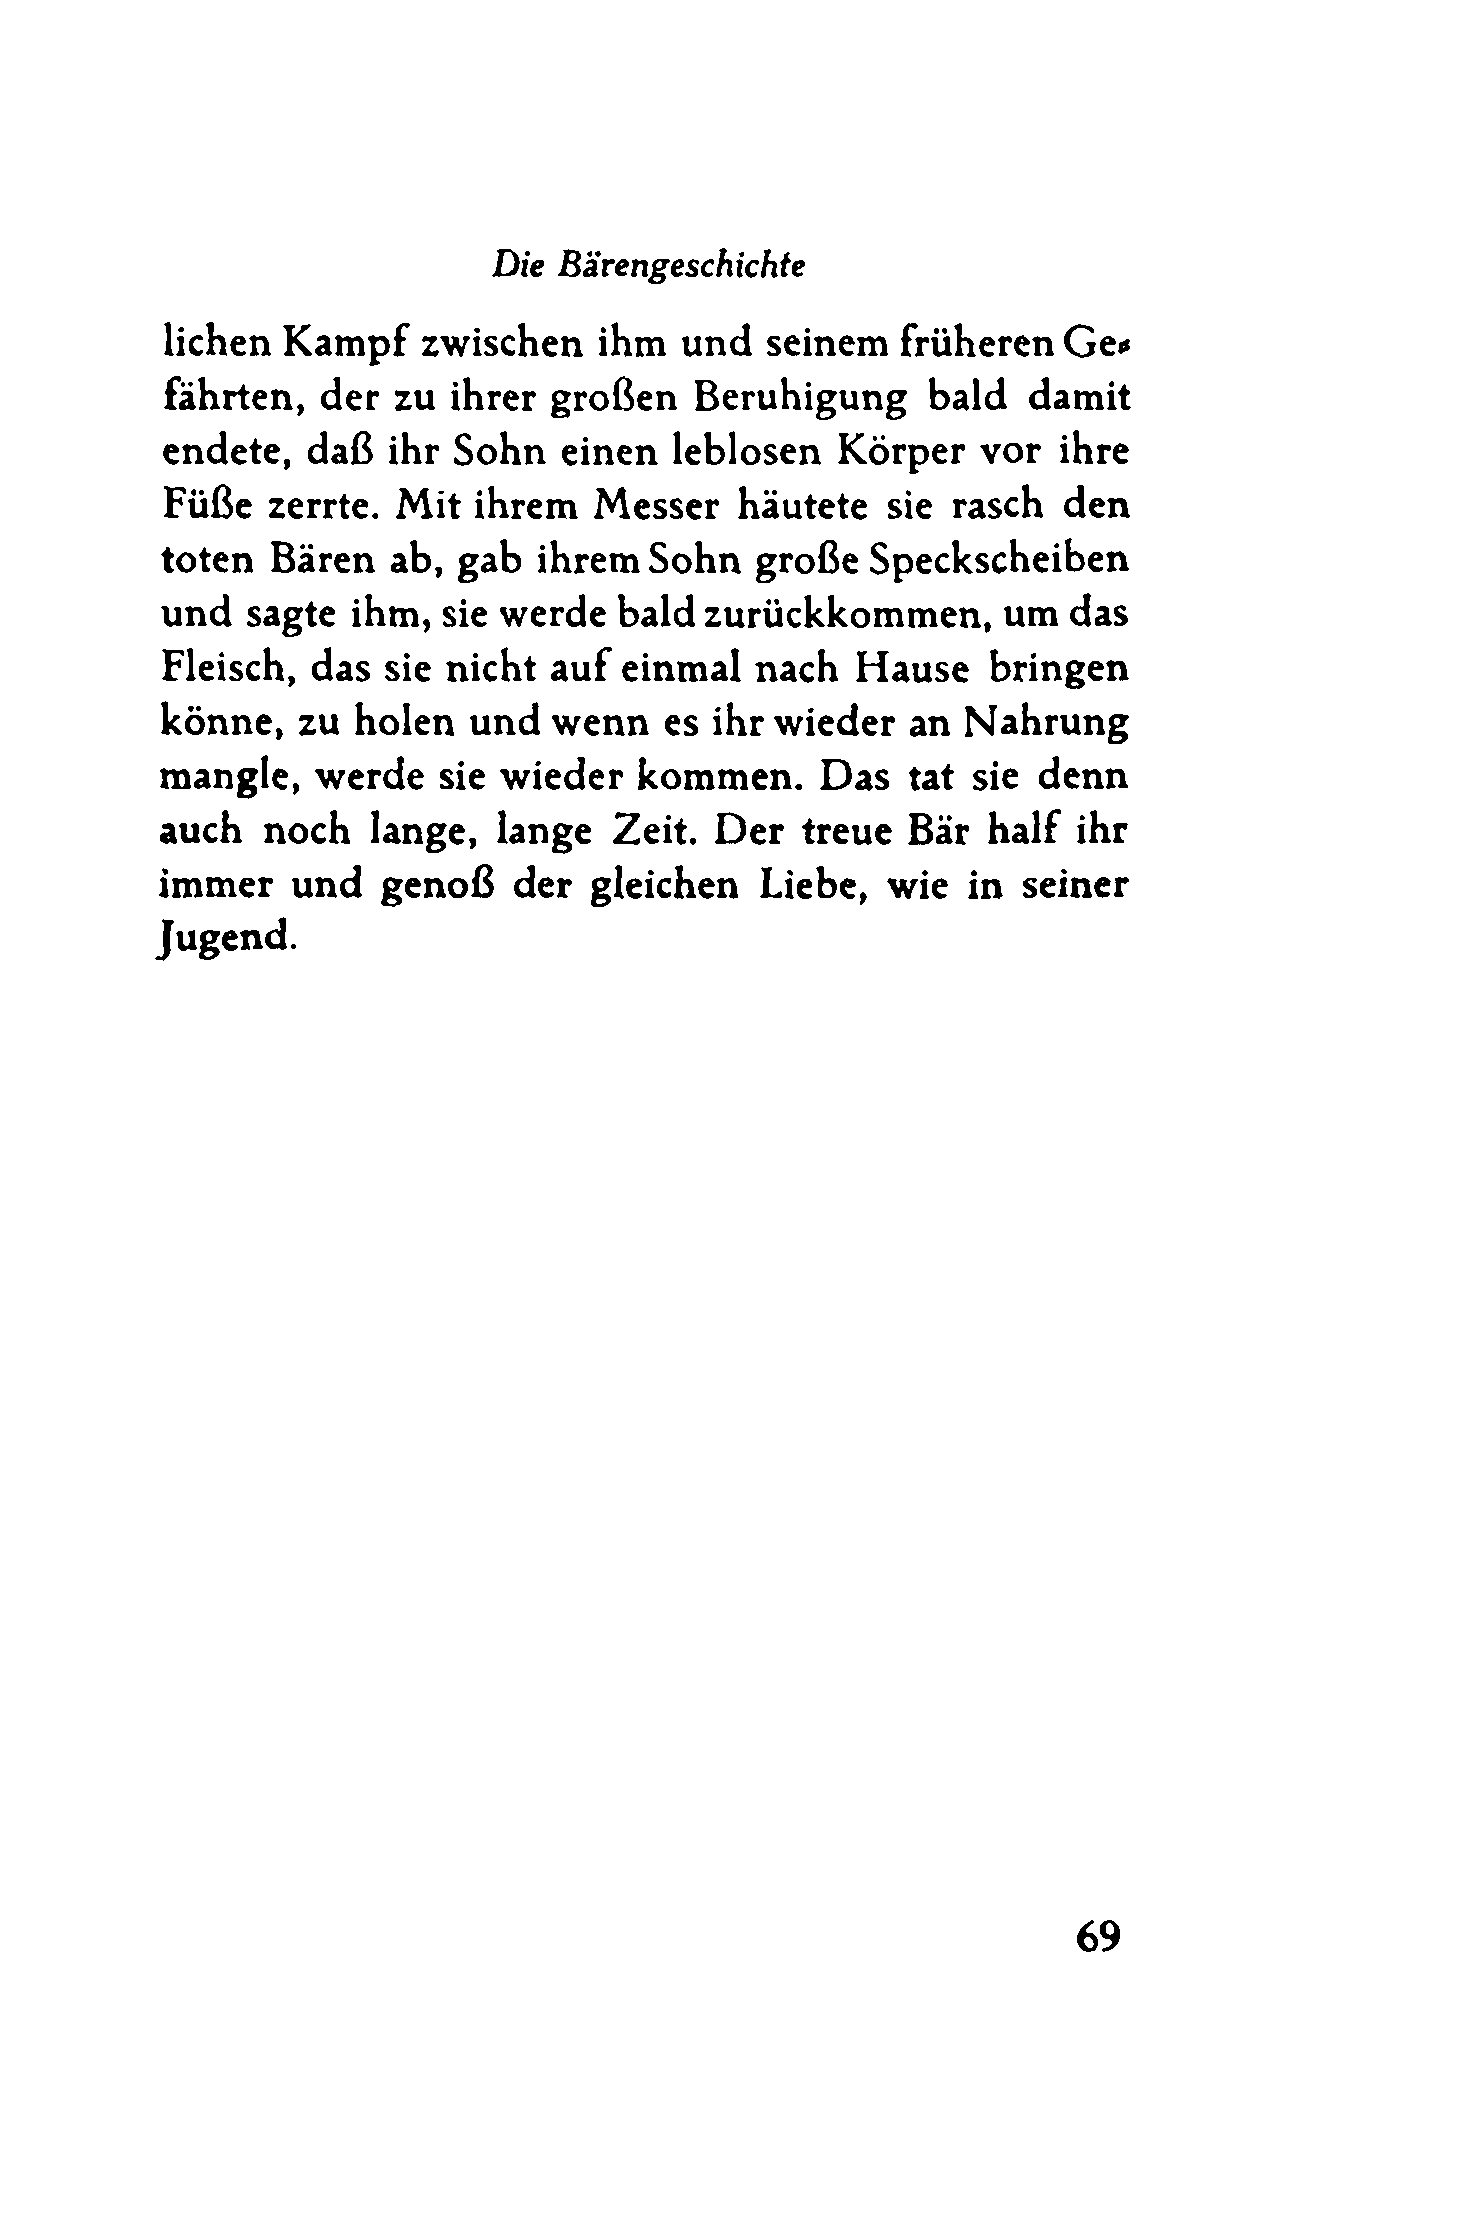 Die Bärengeschichte
lichen Kampf zwischen ihm und seinem früheren Ge-
fährten, der zu ihrer großen Beruhigung bald damit
endete, daß ihr Sohn einen leblosen Körper vor ihre
Füße zerrte. Mit ihrem Messer häutete sie rasch den
toten Bären ab, gab ihrem Sohn große Speckscheiben
und sagte ihm, sie werde bald zurückkommen, um das
Fleisch, das sie nicht auf einmal nach Hause bringen
könne, zu holen und wenn es ihr wieder an Nahrung
mangle, werde sie wieder kommen. Das tat sie denn
auch noch lange, lange Zeit. Der treue Bär half ihr
immer und genoß der gleichen Liebe, wie in seiner
Jugend.
69